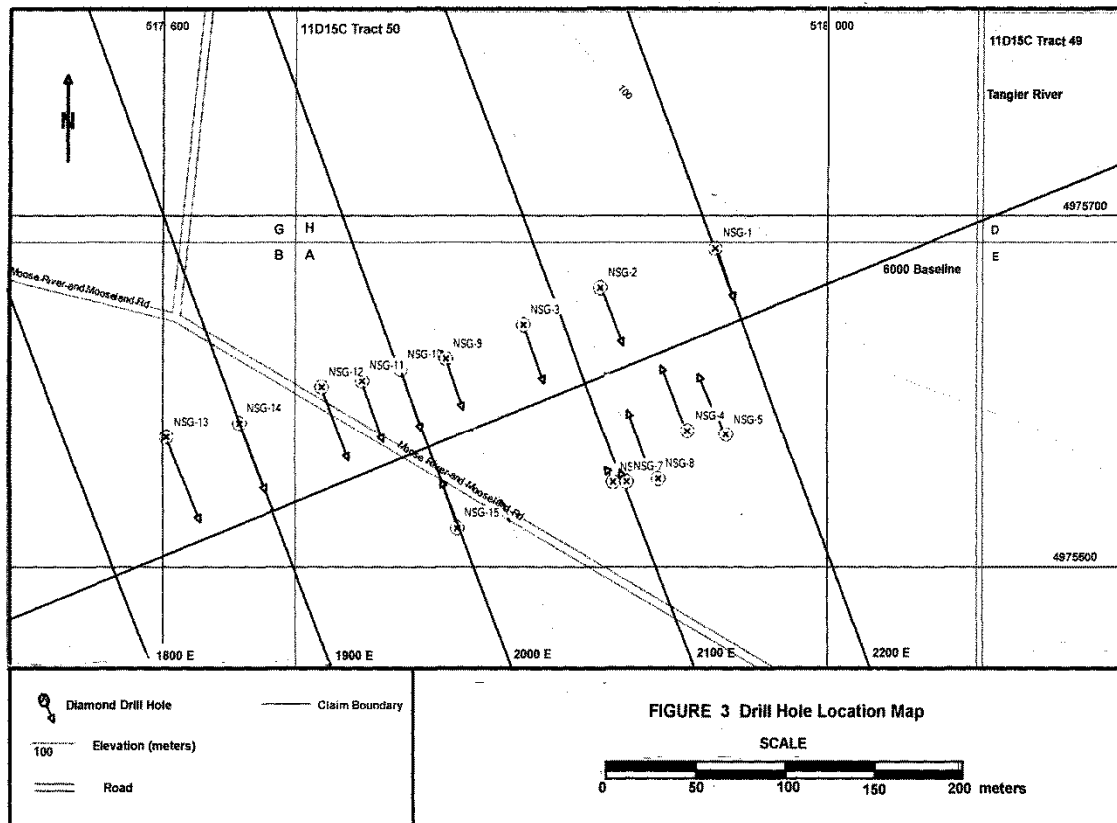 517 600
11D15C Tract 50
518 000
11D15C Tract 49
Tangier River
N
100
4975700
G H
D
B A
E
NSG-1
6000 Baseline
Moose River and Mooseland Rd
NSG-2
NSG-3
NSG-9
NSG-11
NSG-12
NSG-14
NSG-13
NSG-4
NSG-5
NSG-7
NSG-8
Moose River and Mooseland Rd
NSG-15
1800 E
1900 E
2000 E
2100 E
2200 E
Diamond Drill Hole
Claim Boundary
100
Elevation (meters)
Road
FIGURE 3 Drill Hole Location Map
SCALE
0 50 100 150 200 meters